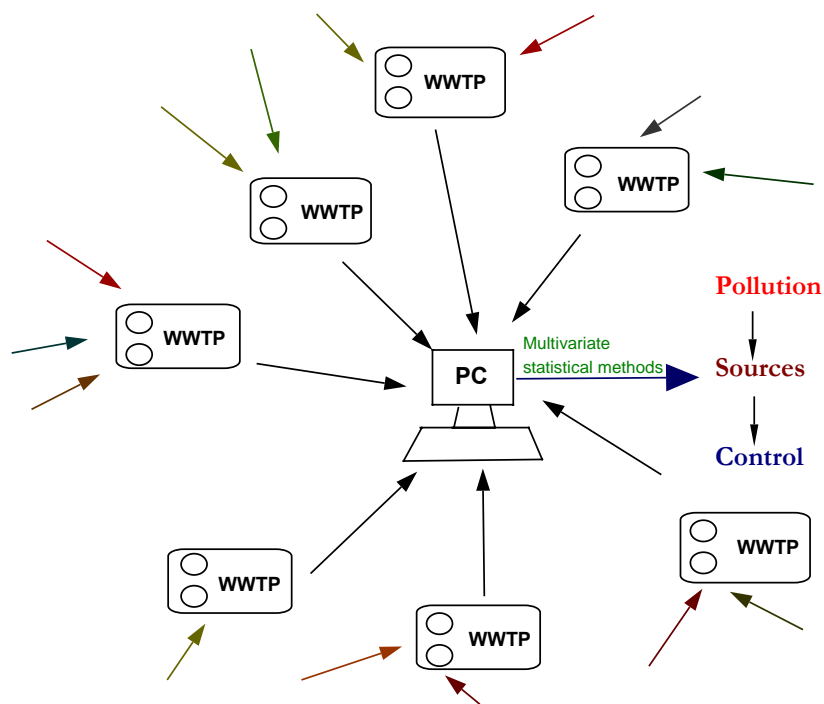 WWTP
WWTP
WWTP
WWTP
Pollution
Multivariate
statistical methods
PC
Sources
Control
WWTP
WWTP
WWTP